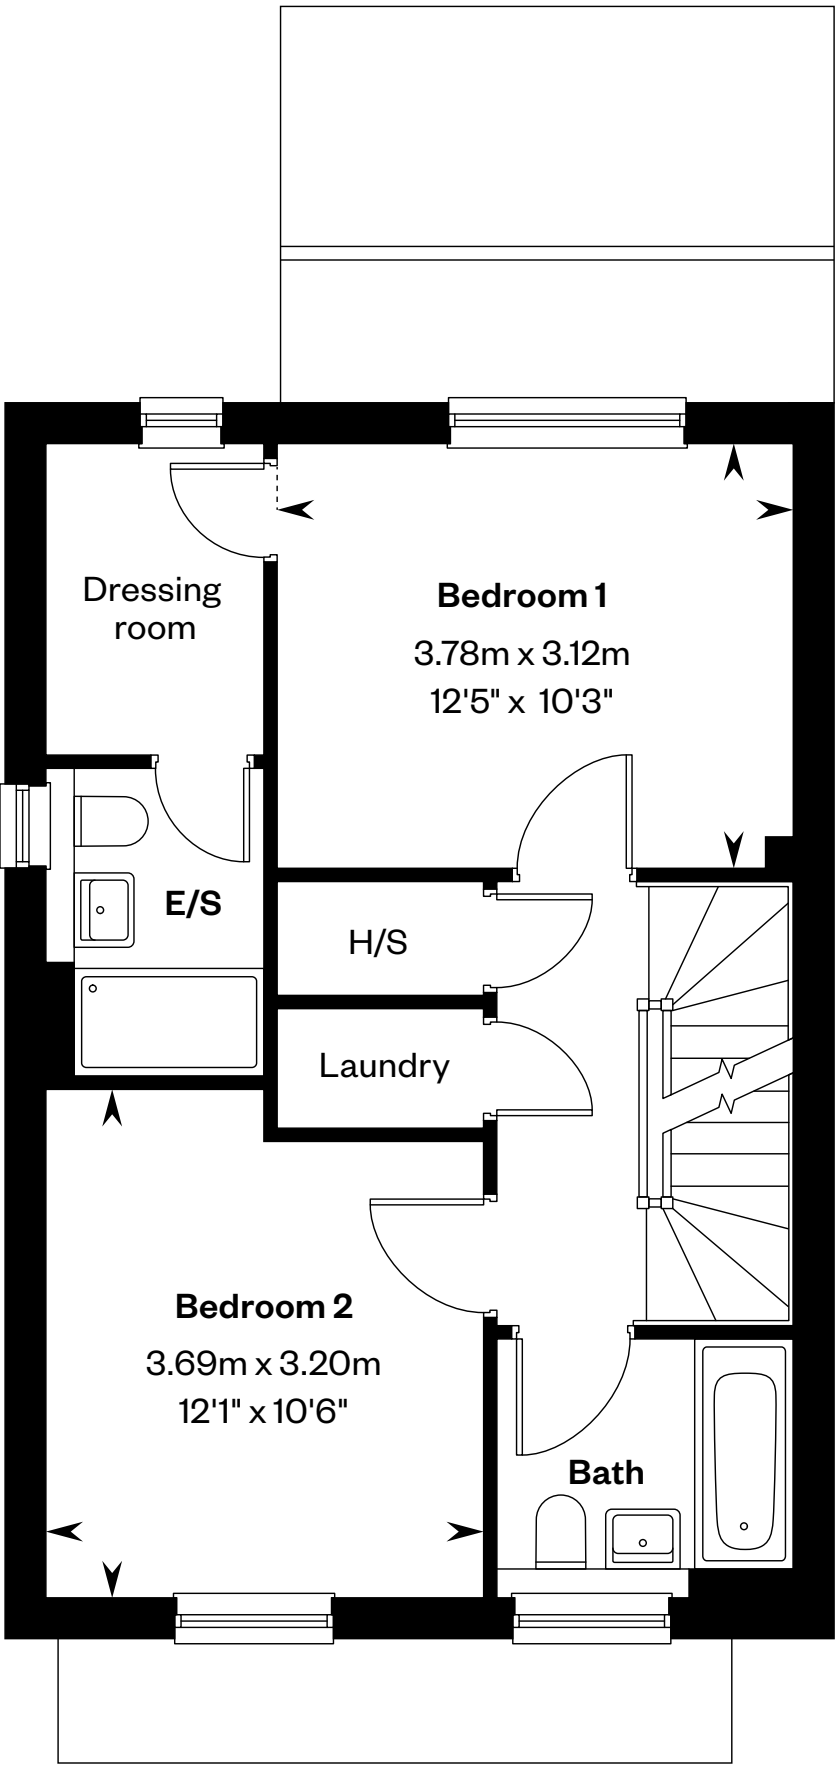 Dressing
room
Bedroom 1
3.78m x 3.12m
12'5" x 10'3"
E/S
H/S
Laundry
Bedroom 2
3.69m x 3.20m
12'1" x 10'6"
Bath